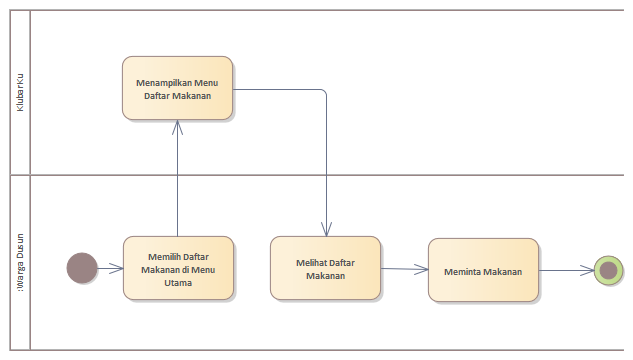 KlubarKu
Menampilkan Menu
Daftar Makanan
:Warga Dusun
Memilih Daftar
Makanan di Menu
Utama
Melihat Daftar
Makanan
Meminta Makanan